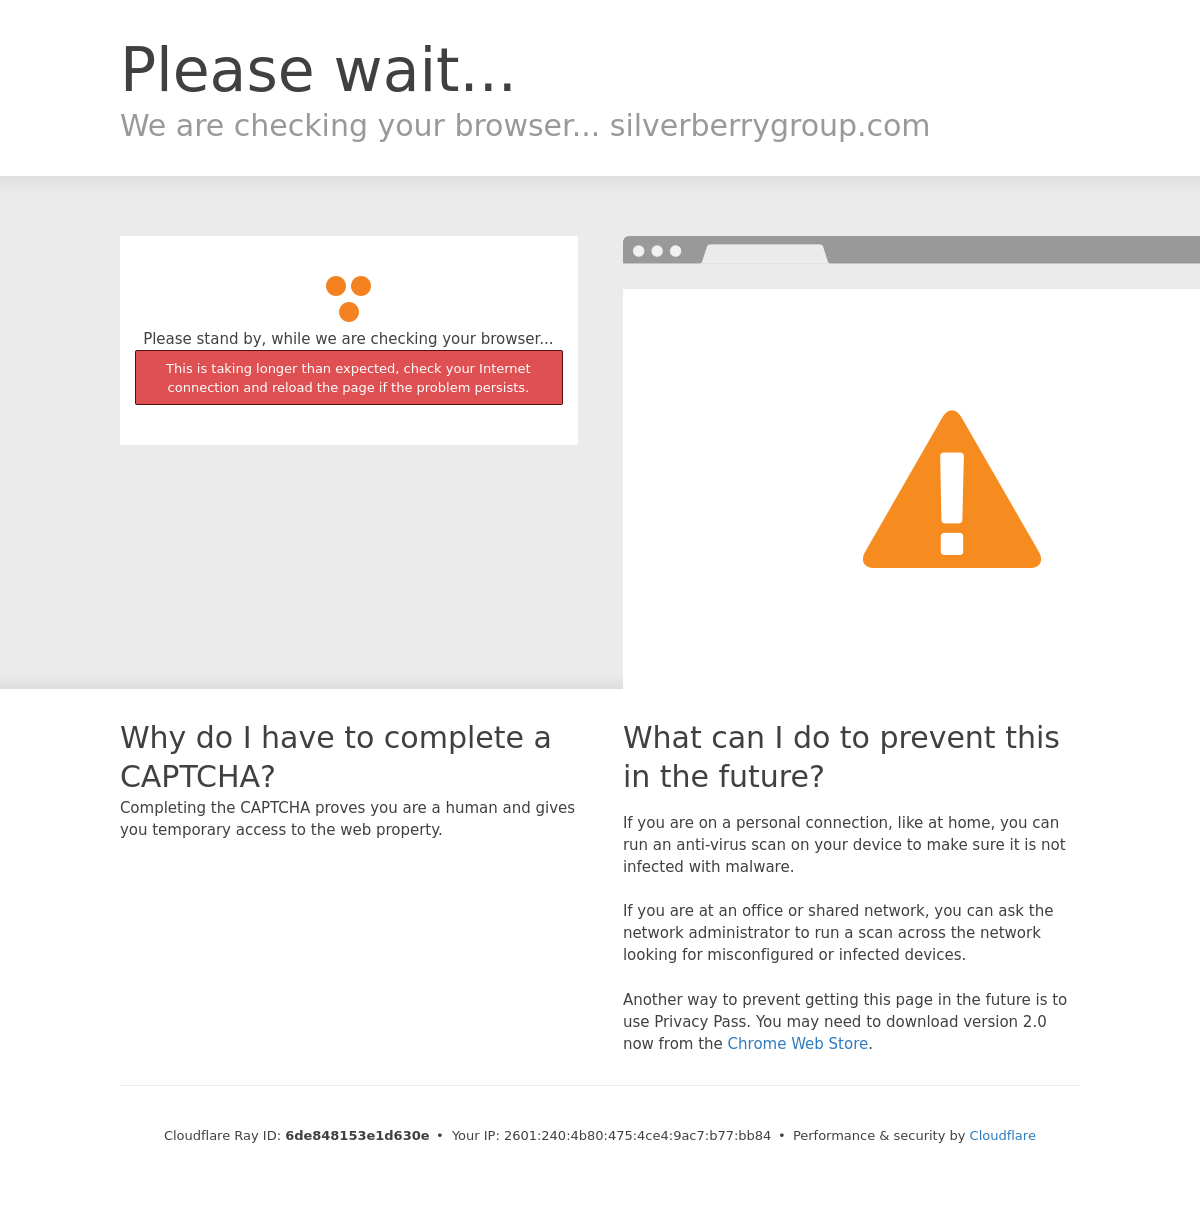 Please wait...
We are checking your browser... silverberrygroup.com
Please stand by, while we are checking your browser...
This is taking longer than expected, check your Internet
connection and reload the page if the problem persists.
Why do I have to complete a
CAPTCHA?
Completing the CAPTCHA proves you are a human and gives
you temporary access to the web property.
What can I do to prevent this
in the future?
If you are on a personal connection, like at home, you can
run an anti-virus scan on your device to make sure it is not
infected with malware.
If you are at an office or shared network, you can ask the
network administrator to run a scan across the network
looking for misconfigured or infected devices.
Another way to prevent getting this page in the future is to
use Privacy Pass. You may need to download version 2.0
now from the Chrome Web Store.
Cloudflare Ray ID: 6de848153e1d630e • Your IP: 2601:240:4b80:475:4ce4:9ac7:b77:bb84 • Performance & security by Cloudflare